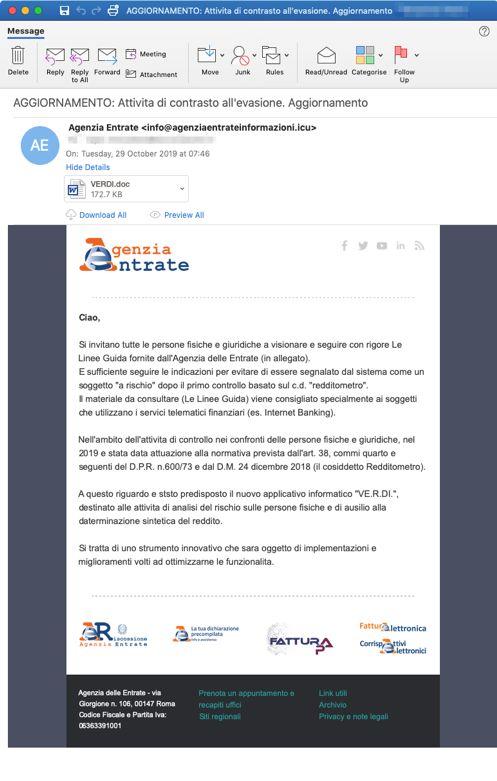 AGGIORNAMENTO: Attivita di contrasto all'evasione. Aggiornamento
Message
Delete
Reply
Reply to All
Forward
Meeting
Attachment
Move
Junk
Rules
Read/Unread
Categorise
Follow Up
AGGIORNAMENTO: Attivita di contrasto all'evasione. Aggiornamento
AE
Agenzia Entrate <info@agenziaentrateinformazioni.icu>
On: Tuesday, 29 October 2019 at 07:46
Hide Details
VERDI.doc
172.7 KB
Download All
Preview All
Agenzia
Entrate
Ciao,
Si invitano tutte le persone fisiche e giuridiche a visionare e seguire con rigore Le
Linee Guida fornite dall'Agenzia delle Entrate (in allegato).
E sufficiente seguire le indicazioni per evitare di essere segnalato dal sistema come un
soggetto "a rischio" dopo il primo controllo basato sul c.d. "redditometro".
Il materiale da consultare (Le Linee Guida) viene consigliato specialmente ai soggetti
che utilizzano i servizi telematici finanziari (es. Internet Banking).
Nell'ambito dell'attività di controllo nei confronti delle persone fisiche e giuridiche, nel
2019 e stata data attuazione alla normativa prevista dall'art. 38, commi quarto e
seguenti del D.P.R. n.600/73 e dal D.M. 24 dicembre 2018 (il cosiddetto Redditometro).
A questo riguardo e ststo predisposto il nuovo applicativo informatico "VE.R.DI.",
destinato alle attività di analisi del rischio sulle persone fisiche e di ausilio alla
daterminazione sintetica del reddito.
Si tratta di uno strumento innovativo che sara oggetto di implementazioni e
miglioramenti volti ad ottimizzarne le funzionalita.
AeR iscossione
Agenzia Entrate
La tua dichiarazione
precompilata
FATTURAPA
Fatturaelettronica
Corrispettivi
elettronici
Agenzia delle Entrate - via
Giorgione n. 106, 00147 Roma
Codice Fiscale e Partita Iva:
06363391001
Prenota un appuntamento e
recapiti uffici
Siti regionali
Link utili
Archivio
Privacy e note legali